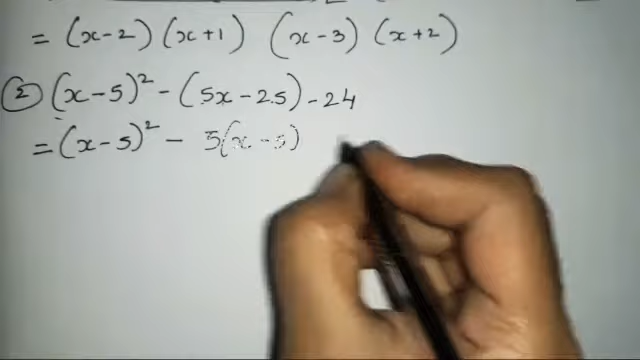 = (x-2) (x+1) (x-3) (x+2)
② (x-5)² - (5x-25) - 24
= (x-5)² - 5(x-5)